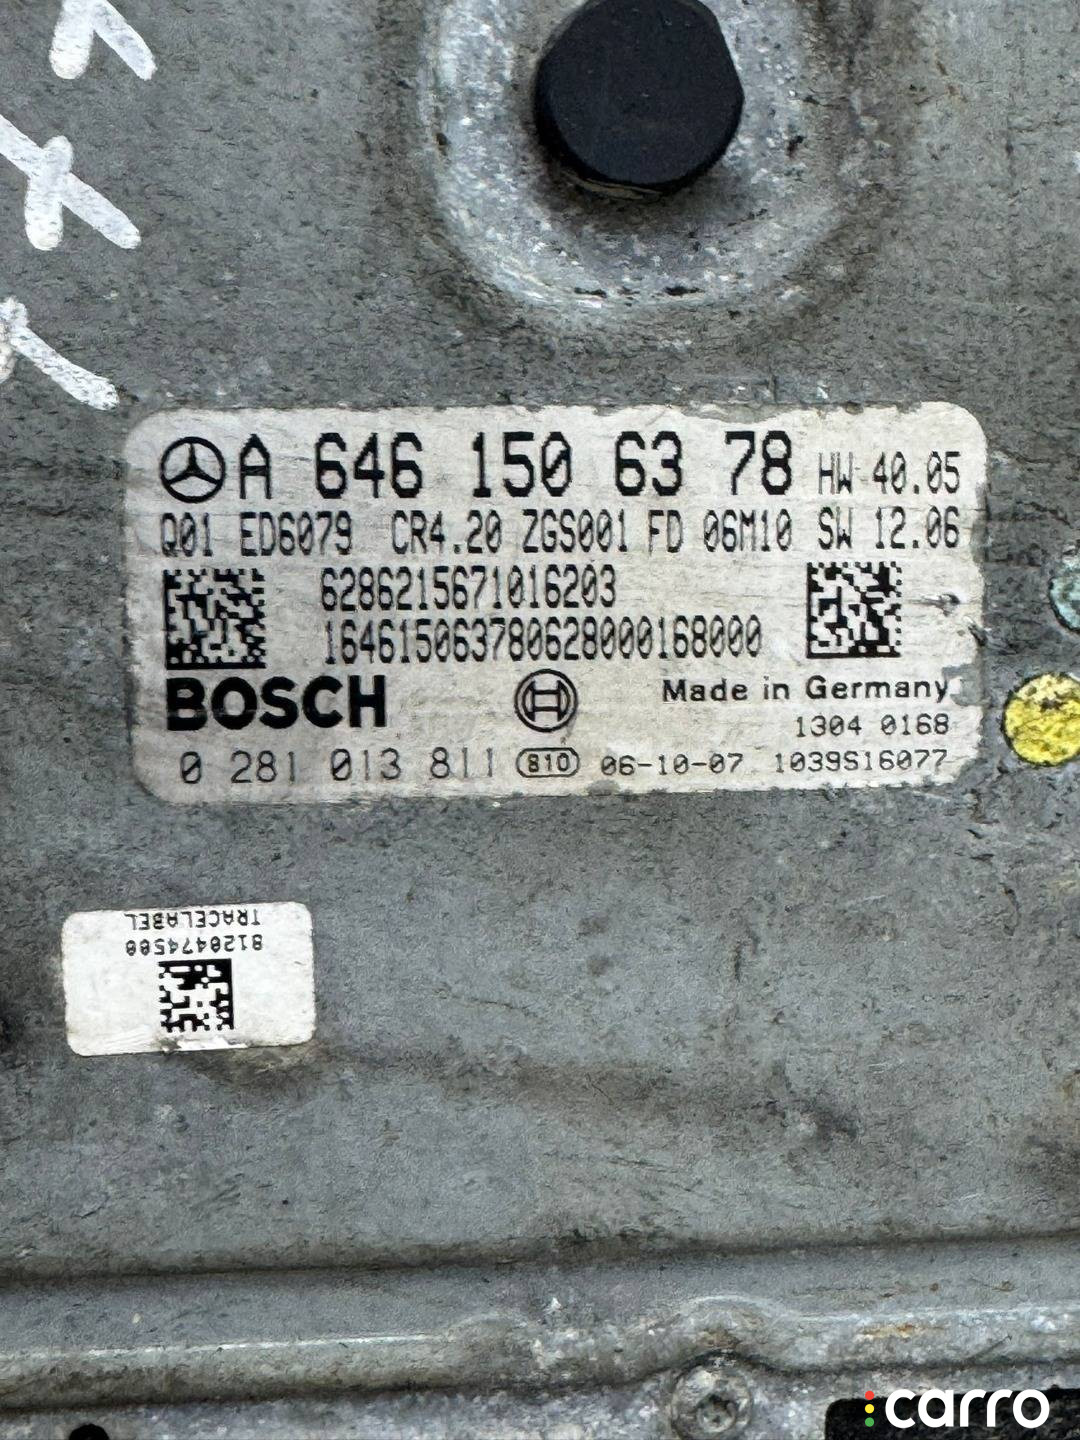 A 646 150 63 78 HW 40.05
Q01 ED6079 CR4.20 ZGS001 FD 06M10 SW 12.06
6286215671016203
164615063780628000168000
BOSCH Made in Germany
1304 0168
0 281 013 811 810 06-10-07 1039S16077
TRACELABEL
8120474500
carro